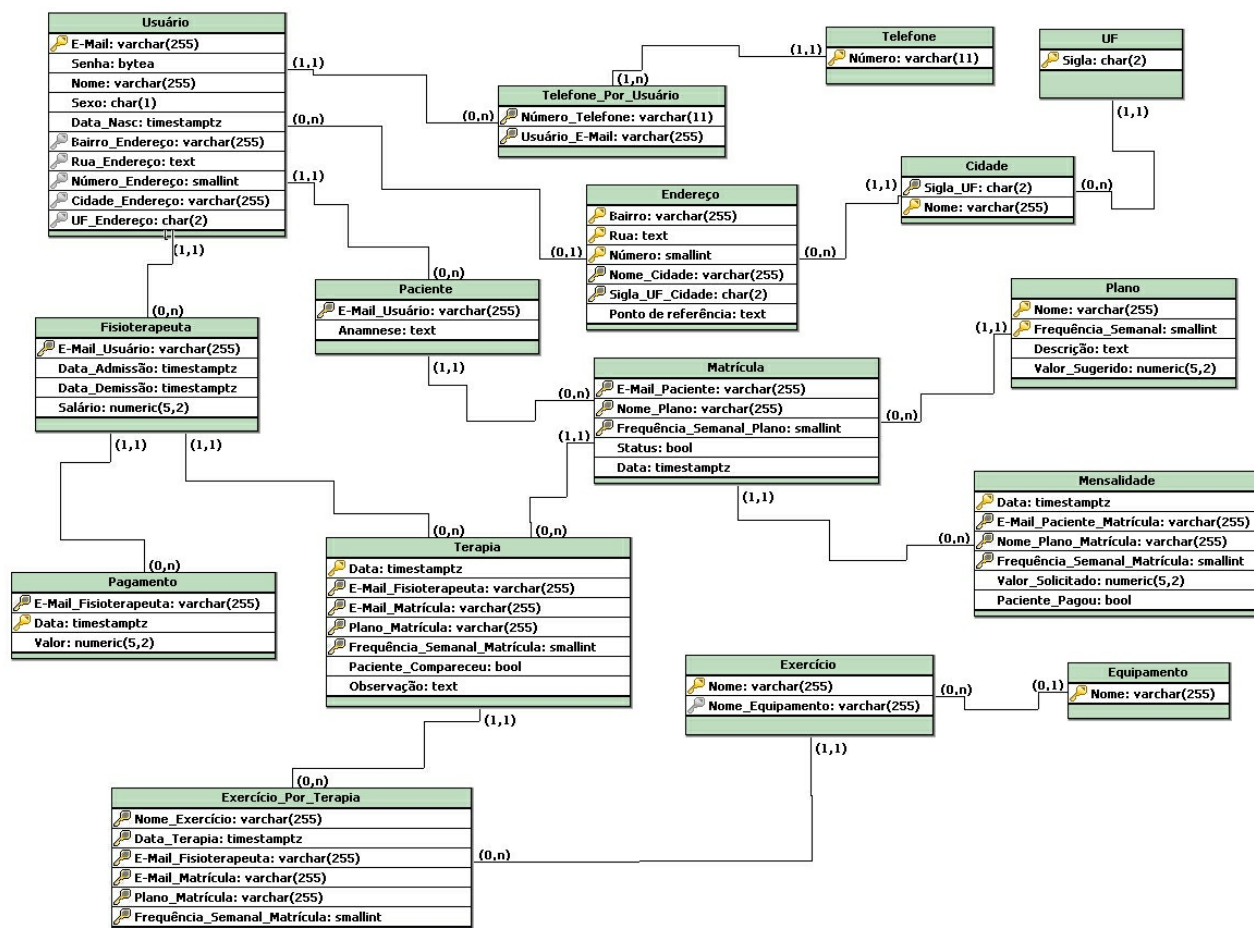 Usuário
E-Mail: varchar(255)
Senha: bytea
Nome: varchar(255)
Sexo: char(1)
Data_Nasc: timestamptz
Bairro_Endereço: varchar(255)
Rua_Endereço: text
Número_Endereço: smallint
Cidade_Endereço: varchar(255)
UF_Endereço: char(2)
(1,1)
(0,n)
(1,1)
(1,1)
Telefone
Número: varchar(11)
(1,1)
(1,n)
Telefone_Por_Usuário
Número_Telefone: varchar(11)
Usuário_E-Mail: varchar(255)
(0,n)
UF
Sigla: char(2)
(1,1)
Cidade
Sigla_UF: char(2)
Nome: varchar(255)
(1,1)
(0,n)
Endereço
Bairro: varchar(255)
Rua: text
Número: smallint
Nome_Cidade: varchar(255)
Sigla_UF_Cidade: char(2)
Ponto de referência: text
(0,1)
(0,n)
(0,n)
Paciente
E-Mail_Usuário: varchar(255)
Anamnese: text
(1,1)
(0,n)
Fisioterapeuta
E-Mail_Usuário: varchar(255)
Data_Admissão: timestamptz
Data_Demissão: timestamptz
Salário: numeric(5,2)
(1,1)
(1,1)
Plano
Nome: varchar(255)
Frequência_Semanal: smallint
Descrição: text
Valor_Sugerido: numeric(5,2)
(1,1)
Matrícula
E-Mail_Paciente: varchar(255)
Nome_Plano: varchar(255)
Frequência_Semanal_Plano: smallint
Status: bool
Data: timestamptz
(0,n)
(1,1)
(0,n)
(1,1)
Mensalidade
Data: timestamptz
E-Mail_Paciente_Matrícula: varchar(255)
Nome_Plano_Matrícula: varchar(255)
Frequência_Semanal_Matrícula: smallint
Valor_Solicitado: numeric(5,2)
Paciente_Pagou: bool
(0,n)
(0,n)
(0,n)
Terapia
Data: timestamptz
E-Mail_Fisioterapeuta: varchar(255)
E-Mail_Matrícula: varchar(255)
Plano_Matrícula: varchar(255)
Frequência_Semanal_Matrícula: smallint
Paciente_Compareceu: bool
Observação: text
(1,1)
(0,n)
Pagamento
E-Mail_Fisioterapeuta: varchar(255)
Data: timestamptz
Valor: numeric(5,2)
Exercício
Nome: varchar(255)
Nome_Equipamento: varchar(255)
(0,n)
(0,1)
(1,1)
Equipamento
Nome: varchar(255)
(0,n)
Exercício_Por_Terapia
Nome_Exercício: varchar(255)
Data_Terapia: timestamptz
E-Mail_Fisioterapeuta: varchar(255)
E-Mail_Matrícula: varchar(255)
Plano_Matrícula: varchar(255)
Frequência_Semanal_Matrícula: smallint
(0,n)